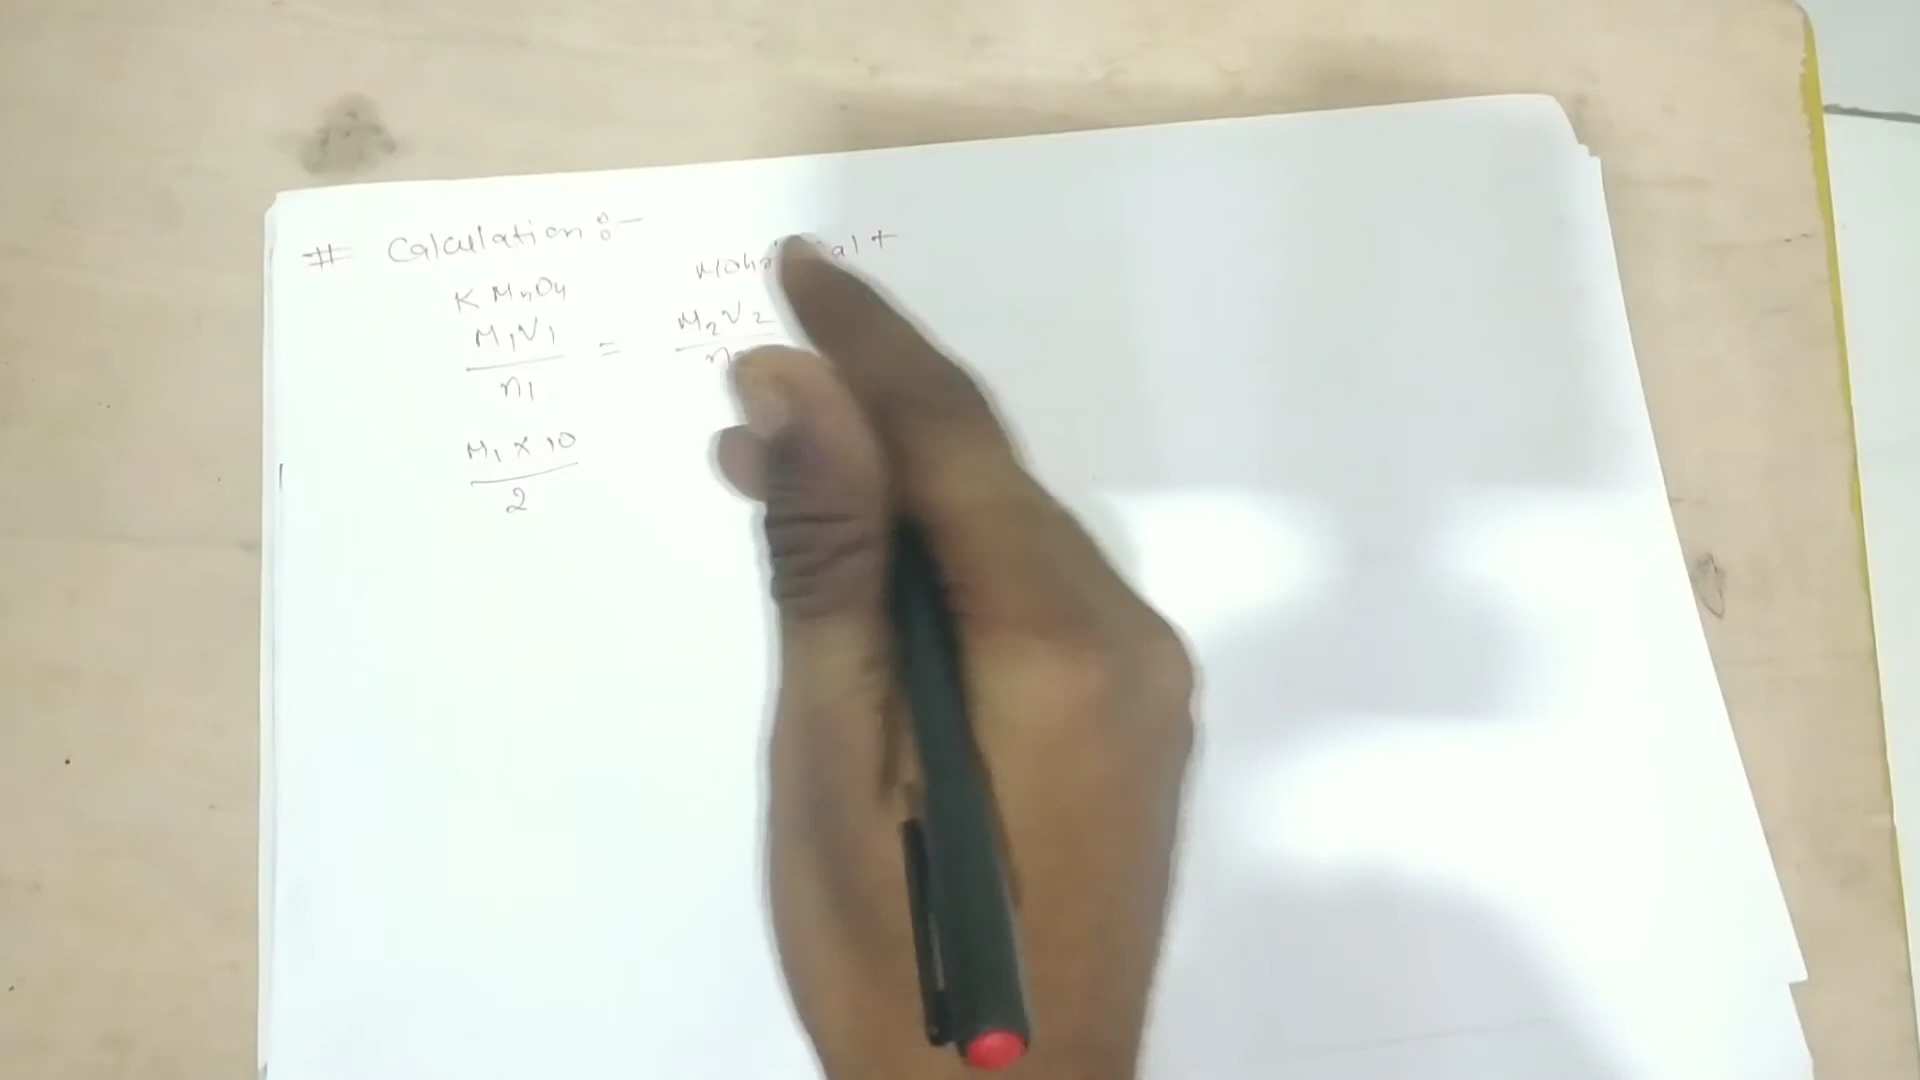 # Calculation :-
KMnO4
M1V1 / n1 = M2V2 / n
M1 × 10 / 2